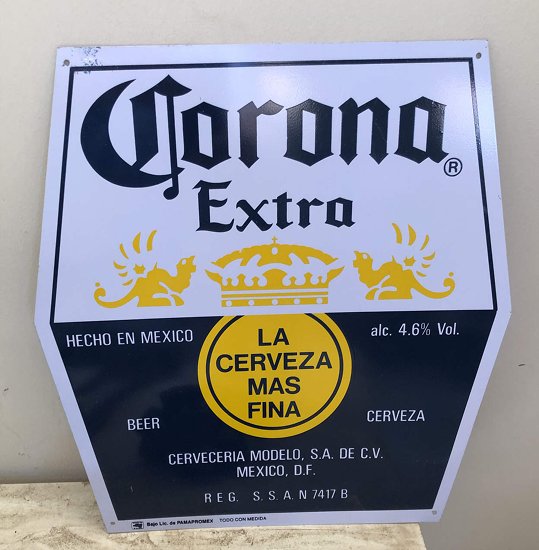 Corona ®
Extra
HECHO EN MEXICO
alc. 4.6% Vol.
LA
CERVEZA
MAS
FINA
BEER
CERVEZA
CERVECERIA MODELO, S.A. DE C.V.
MEXICO, D.F.
REG. S.S.A. N 7417 B
Bajo Lic. de PAMAPROMEX TODO CON MEDIDA